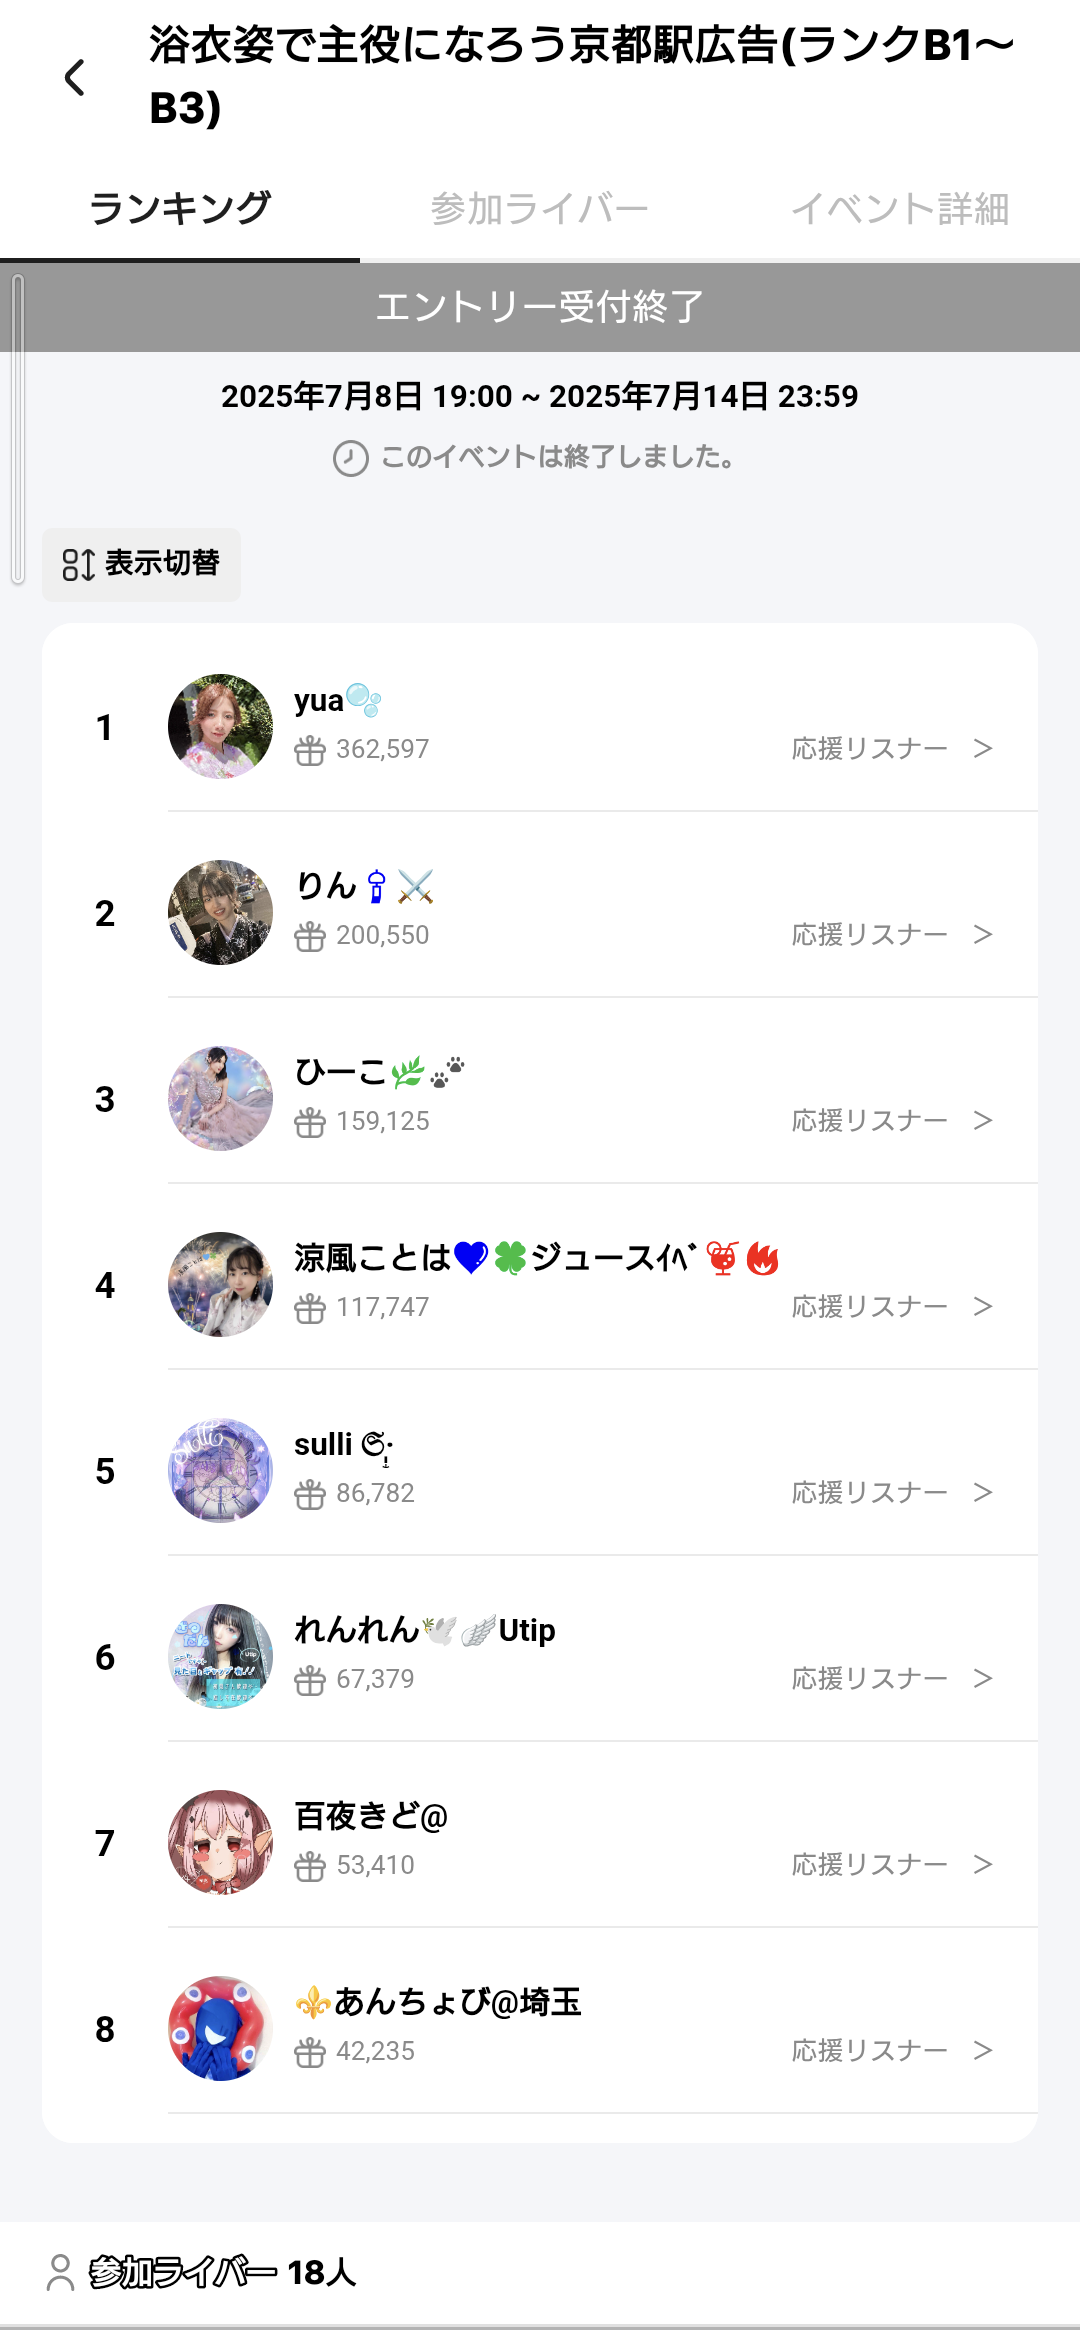 浴衣姿で主役になろう京都駅広告(ランクB1〜
B3)
ランキング 参加ライバー イベント詳細
エントリー受付終了
2025年7月8日 19:00 ~ 2025年7月14日 23:59
このイベントは終了しました。
表示切替
1
yua🫧
362,597 応援リスナー >
2
りん⚔️
200,550 応援リスナー >
3
ひーこ🌿🐾
159,125 応援リスナー >
4
涼風ことは💙🍀ジュースイベ🍹🔥
117,747 応援リスナー >
5
sulli
86,782 応援リスナー >
6
れんれん🕊️🪽Utip
67,379 応援リスナー >
7
百夜きど@
53,410 応援リスナー >
8
⚜️あんちょび@埼玉
42,235 応援リスナー >
参加ライバー 18人